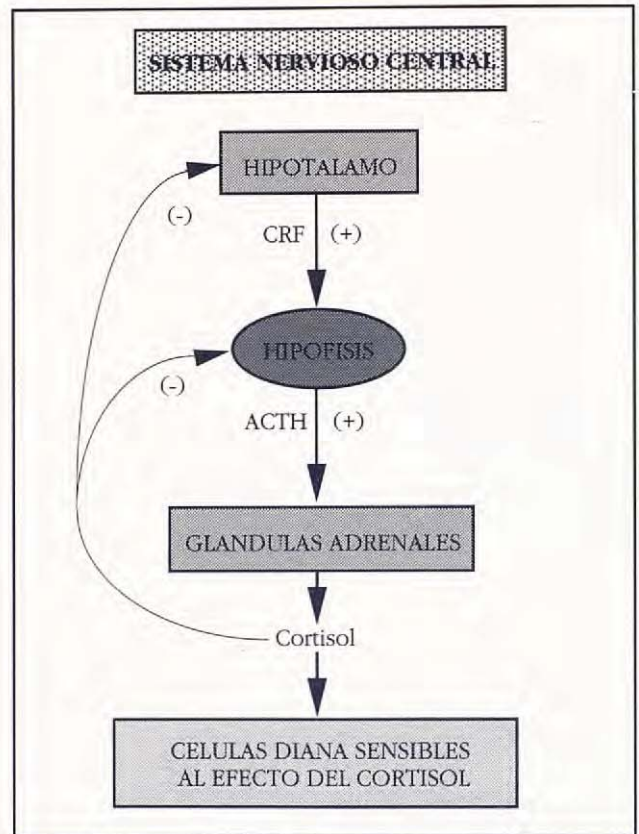 SISTEMA NERVIOSO CENTRAL
HIPOTALAMO
(-)
CRF (+)
HIPOFISIS
(-)
ACTH (+)
GLANDULAS ADRENALES
Cortisol
CELULAS DIANA SENSIBLES
AL EFECTO DEL CORTISOL